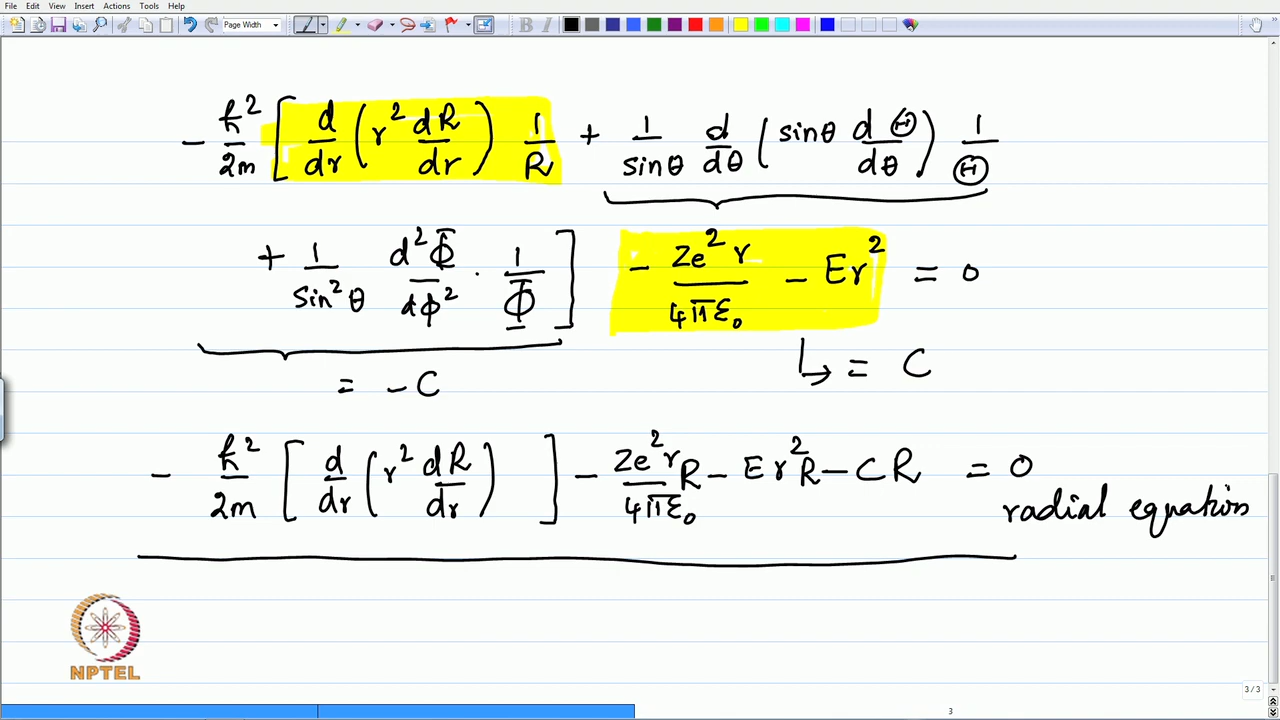 File Edit View Insert Actions Tools Help
Page Width
- ħ²/2m [ d/dr ( r² dR/dr ) 1/R + 1/sinθ d/dθ ( sinθ dΘ/dθ ) 1/Θ
+ 1/sin²θ d²Φ/dφ² · 1/Φ ] - Ze²r/4πε₀ - Er² = 0
= -C
↳ = C
- ħ²/2m [ d/dr ( r² dR/dr ) ] - Ze²r/4πε₀ R - Er²R - CR = 0
radial equation
NPTEL
3/3
3